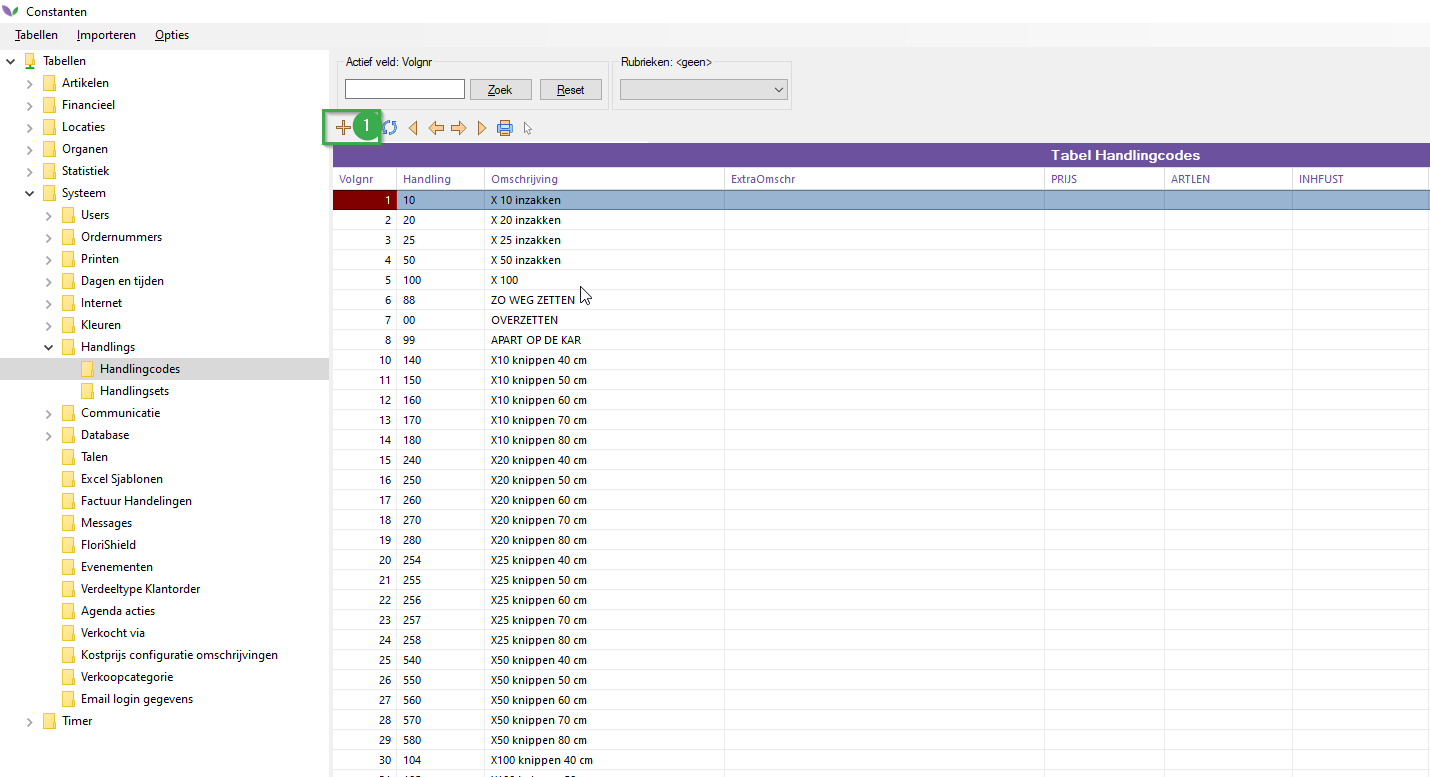 Constanten
Tabellen Importeren Opties
Tabellen
Artikelen
Financieel
Locaties
Organen
Statistiek
Systeem
Users
Ordernummers
Printen
Dagen en tijden
Internet
Kleuren
Handlings
Handlingcodes
Handlingsets
Communicatie
Database
Talen
Excel Sjablonen
Factuur Handelingen
Messages
FloriShield
Evenementen
Verdeeltype Klantorder
Agenda acties
Verkocht via
Kostprijs configuratie omschrijvingen
Verkoopcategorie
Email login gegevens
Timer
Actief veld: Volgnr
Zoek Reset
Rubrieken: <geen>
1
Tabel Handlingcodes
Volgnr Handling Omschrijving ExtraOmschr PRIJS ARTLEN INHFUST
1 10 X 10 inzakken
2 20 X 20 inzakken
3 25 X 25 inzakken
4 50 X 50 inzakken
5 100 X 100
6 88 ZO WEG ZETTEN
7 00 OVERZETTEN
8 99 APART OP DE KAR
10 140 X10 knippen 40 cm
11 150 X10 knippen 50 cm
12 160 X10 knippen 60 cm
13 170 X10 knippen 70 cm
14 180 X10 knippen 80 cm
15 240 X20 knippen 40 cm
16 250 X20 knippen 50 cm
17 260 X20 knippen 60 cm
18 270 X20 knippen 70 cm
19 280 X20 knippen 80 cm
20 254 X25 knippen 40 cm
21 255 X25 knippen 50 cm
22 256 X25 knippen 60 cm
23 257 X25 knippen 70 cm
24 258 X25 knippen 80 cm
25 540 X50 knippen 40 cm
26 550 X50 knippen 50 cm
27 560 X50 knippen 60 cm
28 570 X50 knippen 70 cm
29 580 X50 knippen 80 cm
30 104 X100 knippen 40 cm